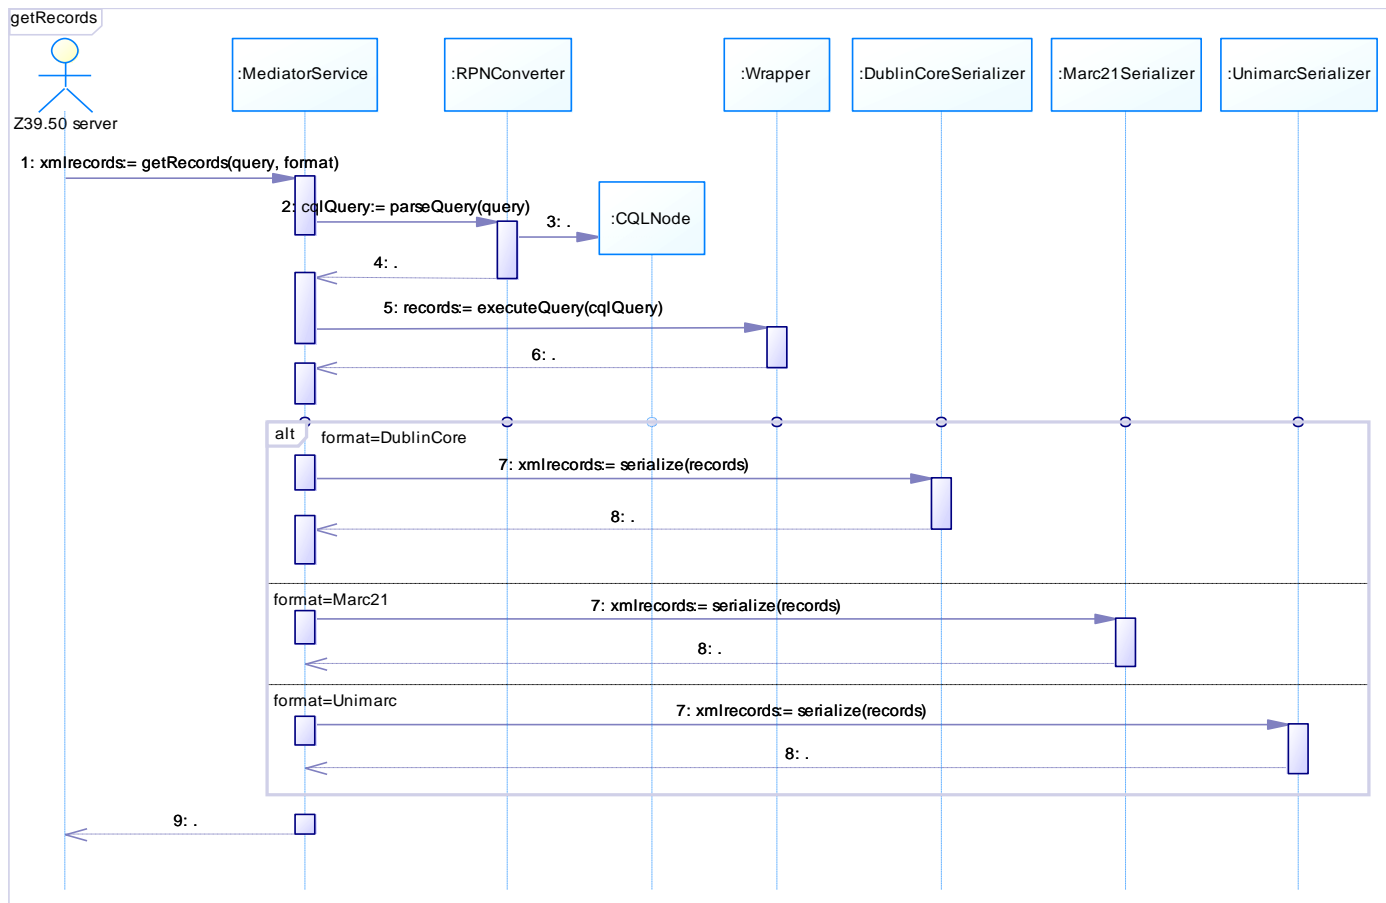 getRecords
Z39.50 server
:MediatorService
:RPNConverter
:Wrapper
:DublinCoreSerializer
:Marc21Serializer
:UnimarcSerializer
1: xmlrecords:= getRecords(query, format)
2: cqlQuery:= parseQuery(query)
3: .
:CQLNode
4: .
5: records:= executeQuery(cqlQuery)
6: .
alt
format=DublinCore
7: xmlrecords:= serialize(records)
8: .
format=Marc21
7: xmlrecords:= serialize(records)
8: .
format=Unimarc
7: xmlrecords:= serialize(records)
8: .
9: .